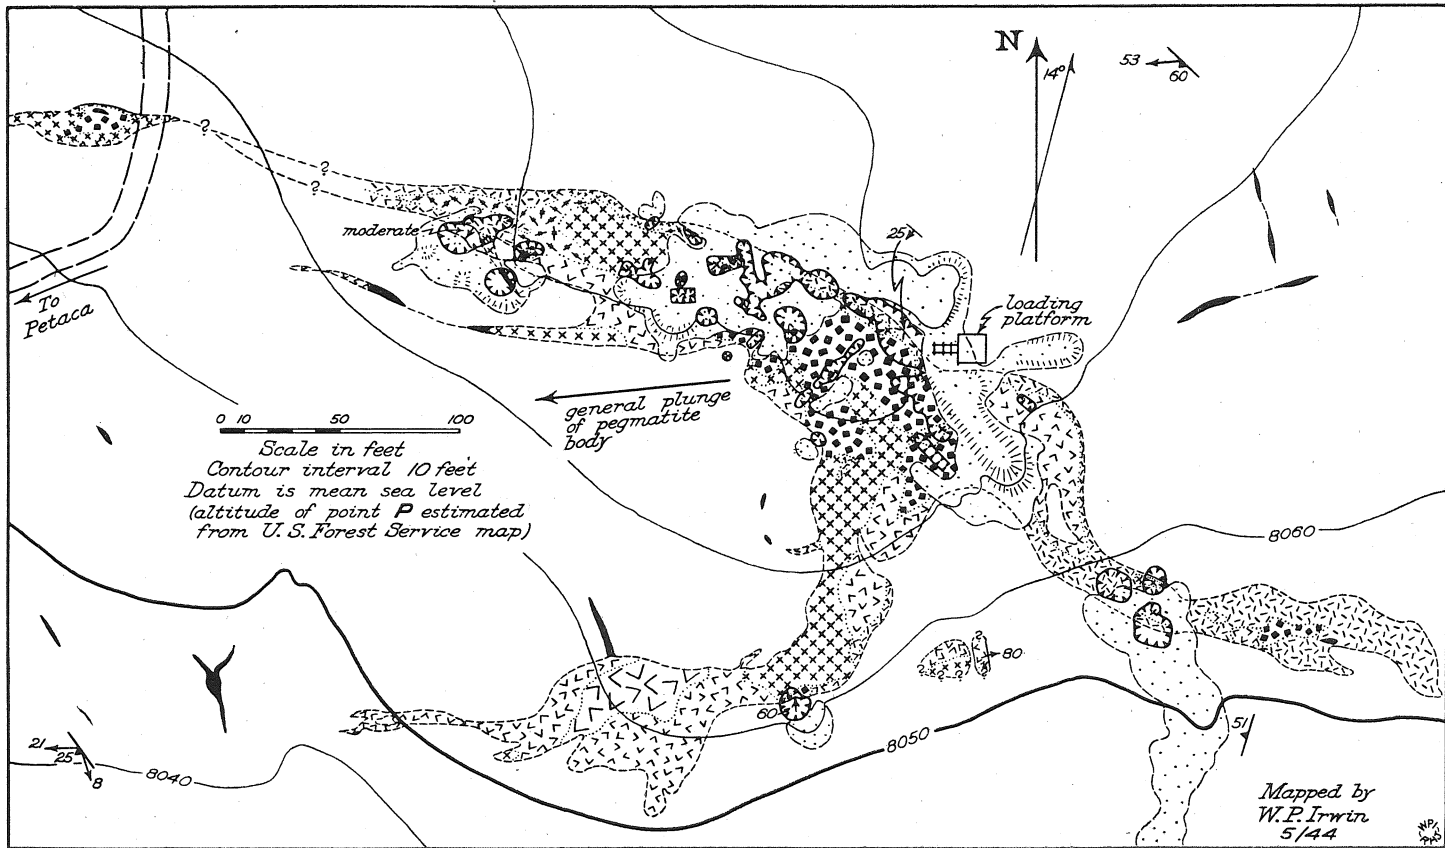 N
14°
53
60
?
?
?
moderate
25
To
Petaca
loading
platform
general plunge
of pegmatite
body
0 10 50 100
Scale in feet
Contour interval 10 feet
Datum is mean sea level
(altitude of point P estimated
from U.S. Forest Service map)
8060
?
80
? ? ? ?
60
8050
51
21
25
8
8040
Mapped by
W.P. Irwin
5/44